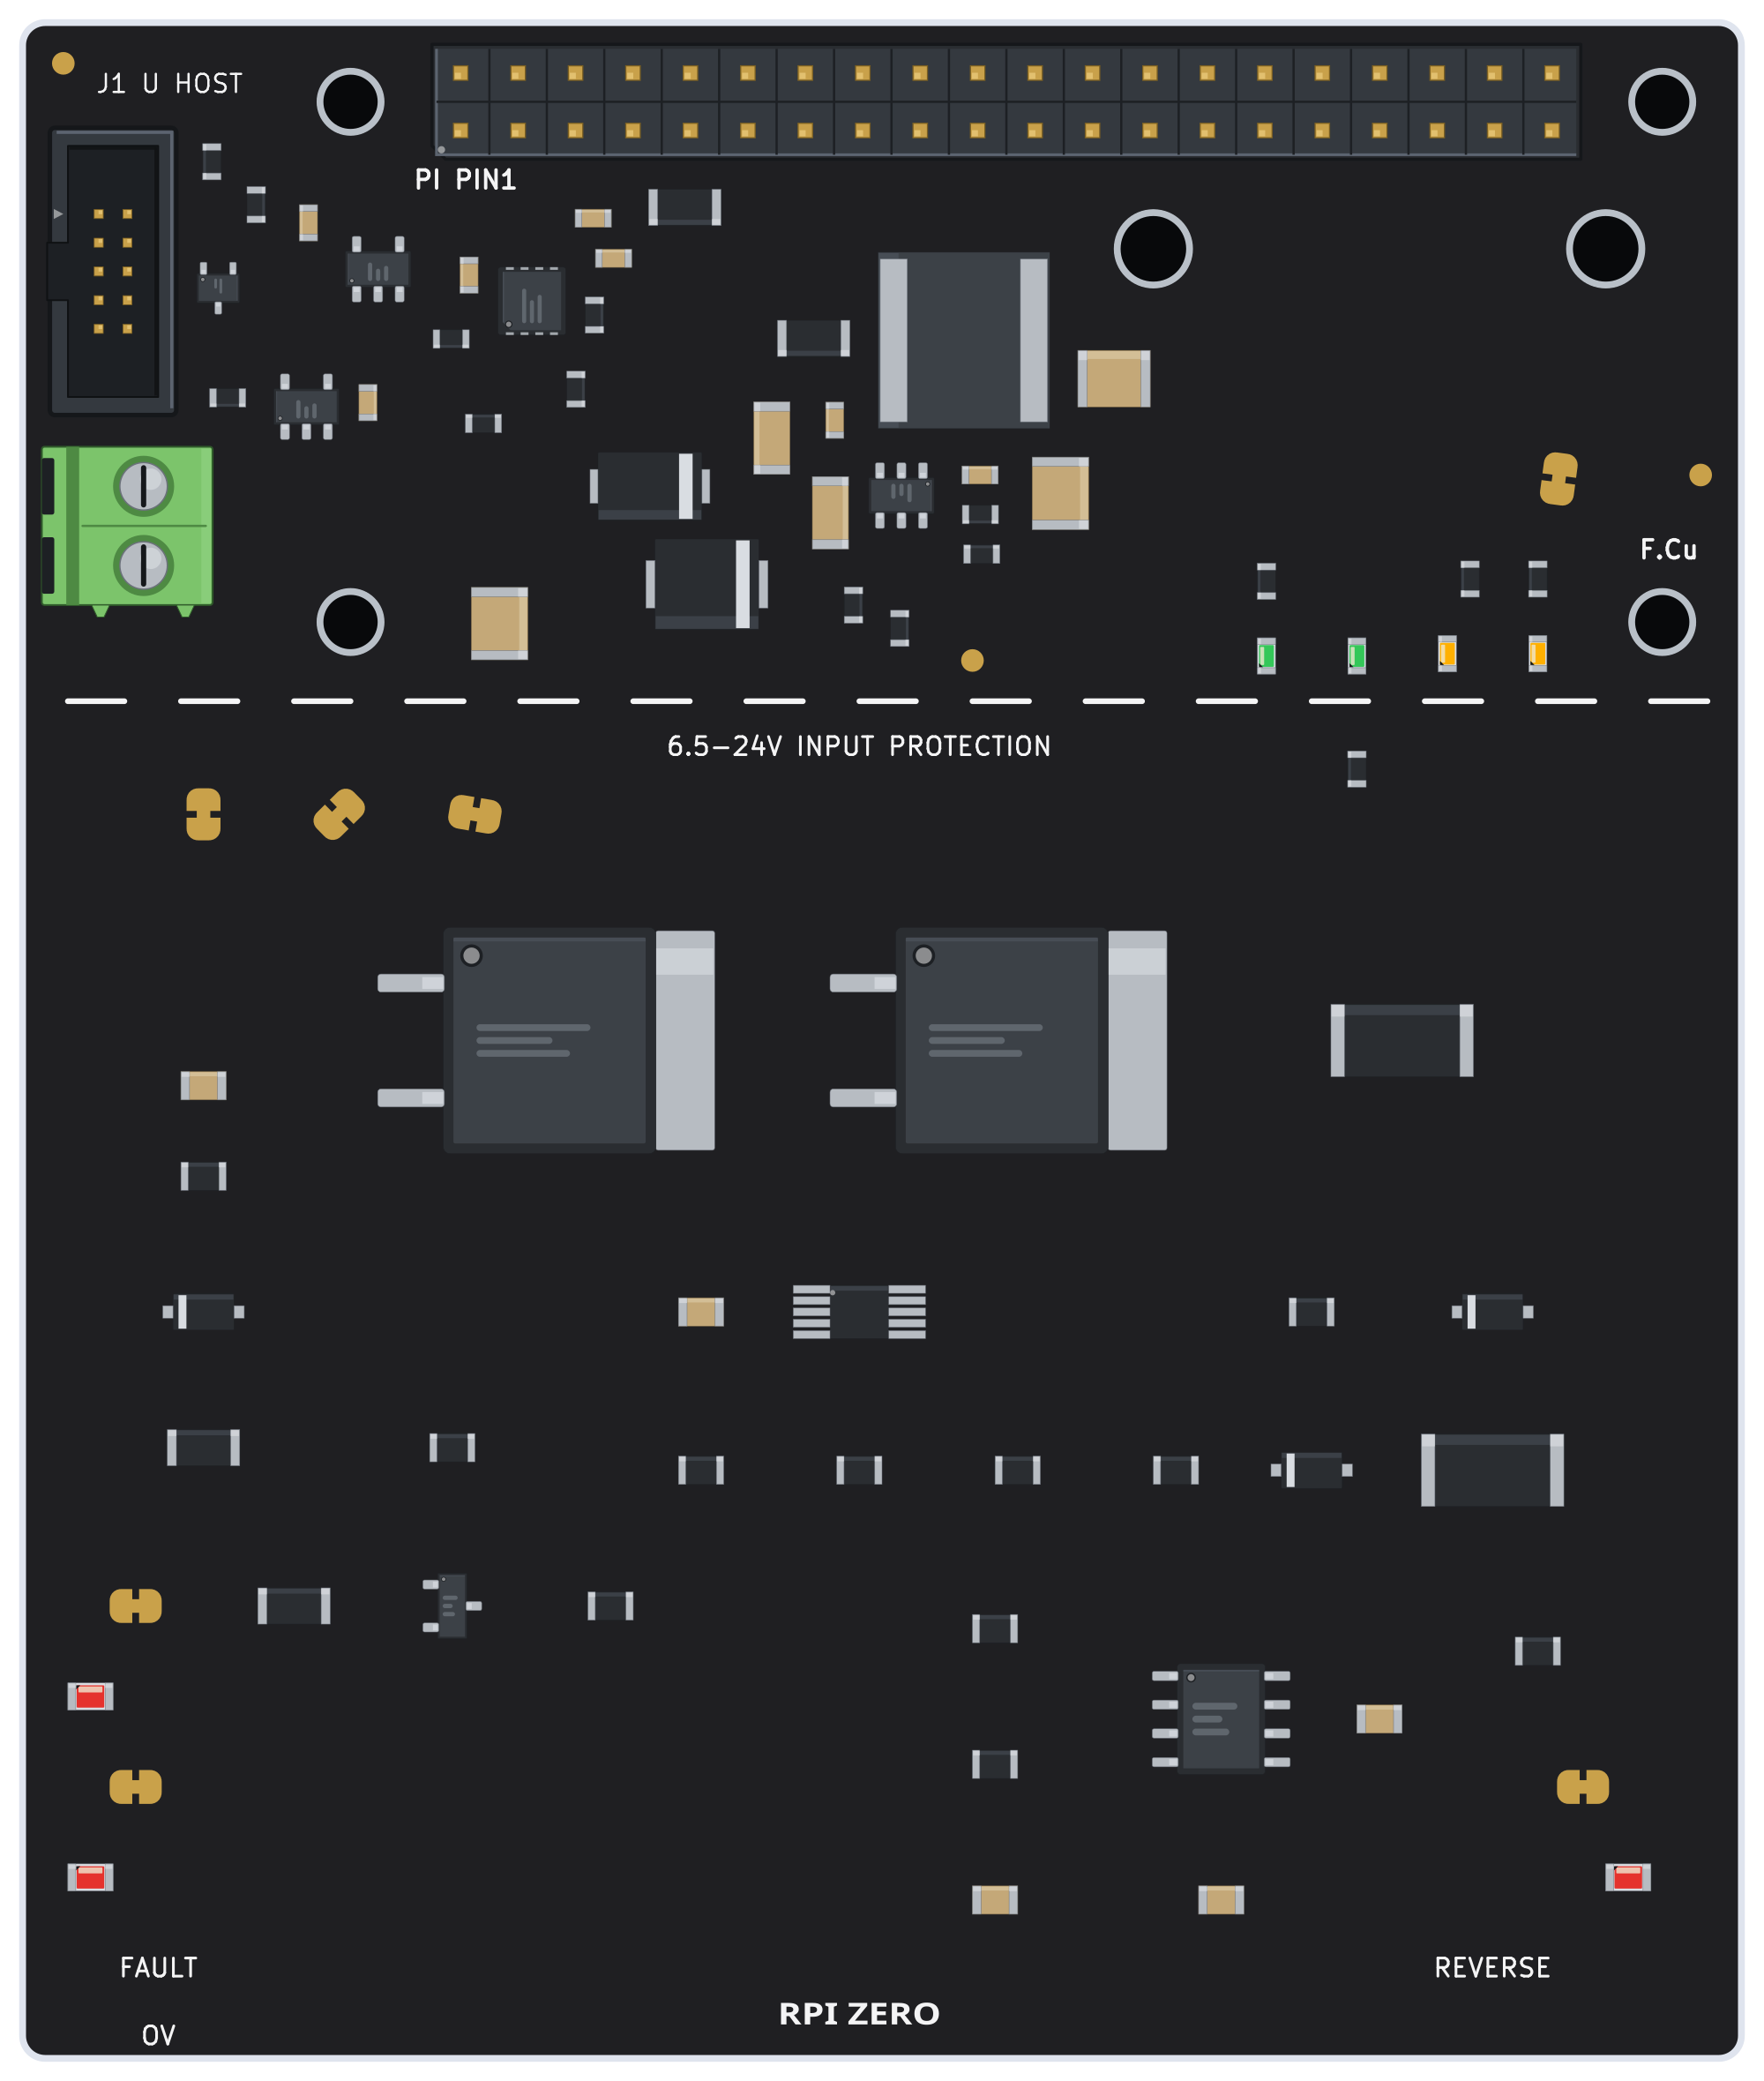 J1 U HOST
PI PIN1
F.Cu
6.5-24V INPUT PROTECTION
FAULT
REVERSE
RPI ZERO
OV